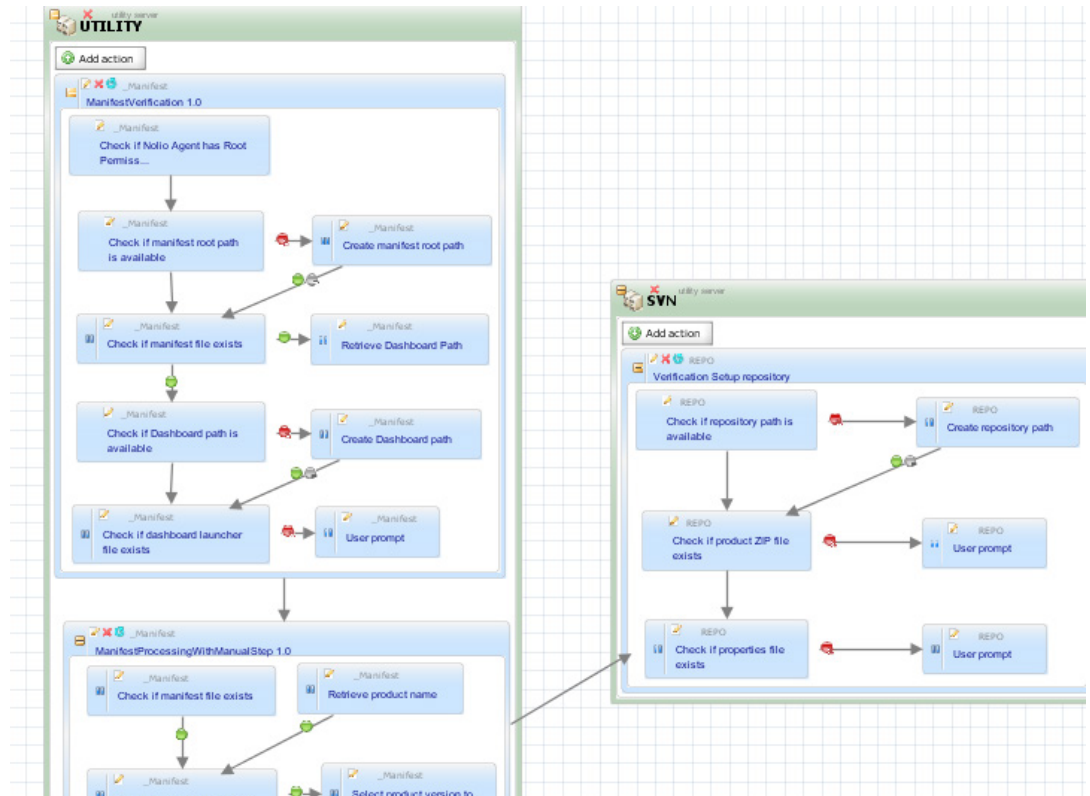 utility server
UTILITY
Add action
_Manifest
ManifestVerification 1.0
_Manifest
Check if Nolio Agent has Root
Permiss...
_Manifest
Check if manifest root path
is available
_Manifest
Create manifest root path
_Manifest
Check if manifest file exists
_Manifest
Retrieve Dashboard Path
_Manifest
Check if Dashboard path is
available
_Manifest
Create Dashboard path
_Manifest
Check if dashboard launcher
file exists
_Manifest
User prompt
_Manifest
ManifestProcessingWithManualStep 1.0
_Manifest
Check if manifest file exists
_Manifest
Retrieve product name
_Manifest
_Manifest
Select product version to
utility server
SVN
Add action
REPO
Verification Setup repository
REPO
Check if repository path is
available
REPO
Create repository path
REPO
Check if product ZIP file
exists
REPO
User prompt
REPO
Check if properties file
exists
REPO
User prompt